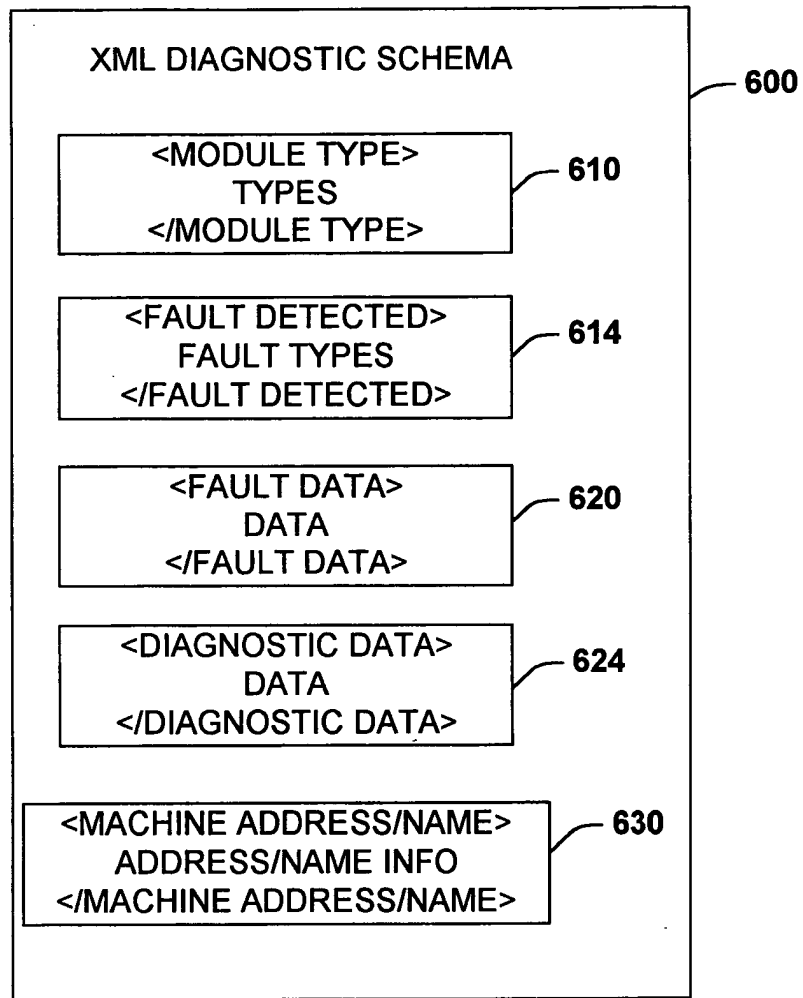 XML DIAGNOSTIC SCHEMA
600
<MODULE TYPE>
TYPES
</MODULE TYPE>
610
<FAULT DETECTED>
FAULT TYPES
</FAULT DETECTED>
614
<FAULT DATA>
DATA
</FAULT DATA>
620
<DIAGNOSTIC DATA>
DATA
</DIAGNOSTIC DATA>
624
<MACHINE ADDRESS/NAME>
ADDRESS/NAME INFO
</MACHINE ADDRESS/NAME>
630